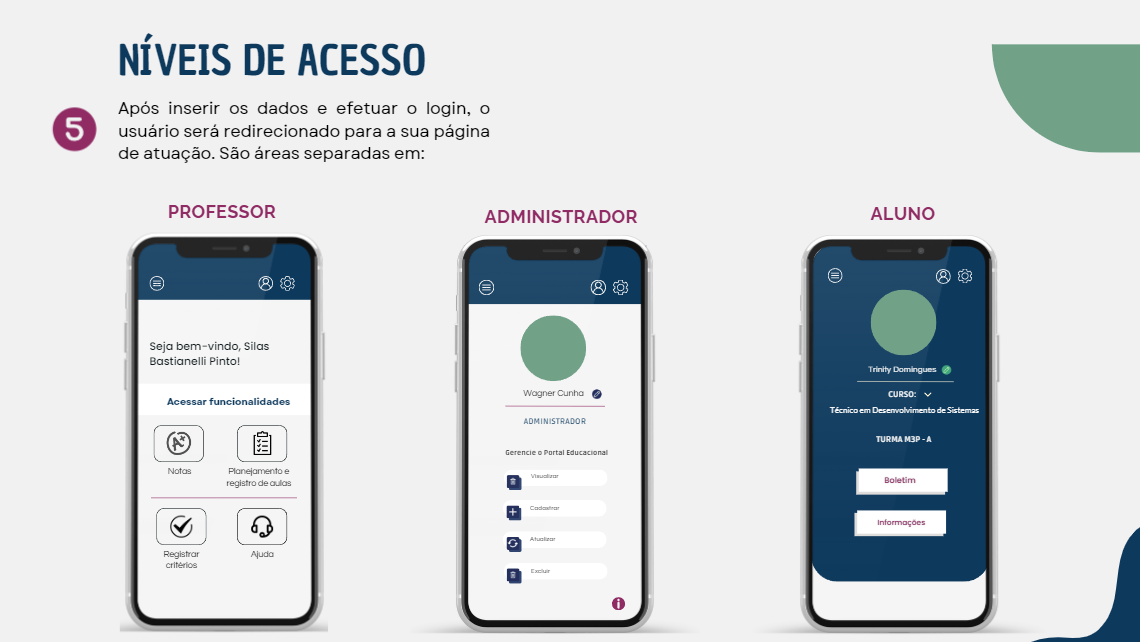 NÍVEIS DE ACESSO
5
Após inserir os dados e efetuar o login, o
usuário será redirecionado para a sua página
de atuação. São áreas separadas em:
PROFESSOR
Seja bem-vindo, Silas
Bastianelli Pinto!
Acessar funcionalidades
A+
Notas
Planejamento e
registro de aulas
Registrar
critérios
Ajuda
ADMINISTRADOR
Wagner Cunha
ADMINISTRADOR
Gerencie o Portal Educacional
Visualizar
Cadastrar
Atualizar
Excluir
i
ALUNO
Trinity Domingues
CURSO:
Técnico em Desenvolvimento de Sistemas
TURMA M3P - A
Boletim
Informações